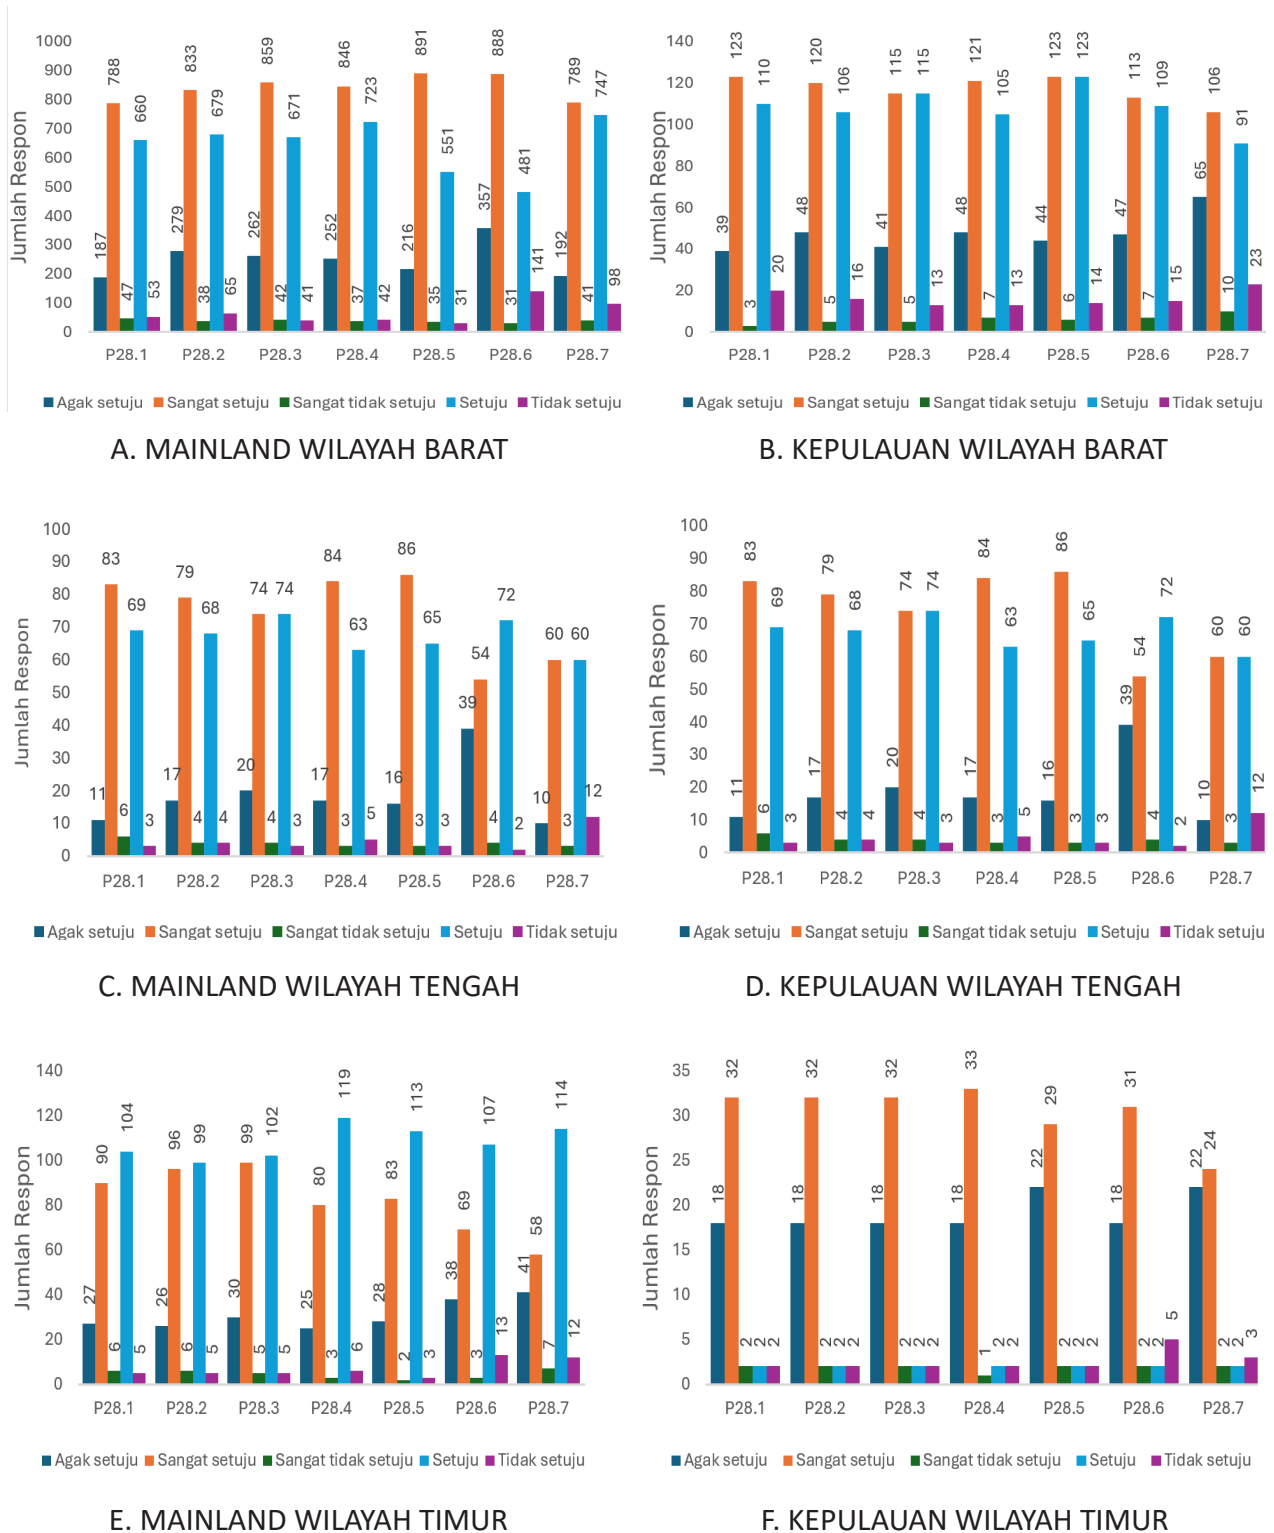 1000
900
800
700
600
500
400
300
200
100
0
Jumlah Respon
187 788 47 660 53
279 833 38 679 65
262 859 42 671 41
252 846 37 723 42
216 891 35 551 31
357 888 31 481 141
192 789 41 747 98
P28.1 P28.2 P28.3 P28.4 P28.5 P28.6 P28.7
Agak setuju Sangat setuju Sangat tidak setuju Setuju Tidak setuju
A. MAINLAND WILAYAH BARAT
140
120
100
80
60
40
20
0
Jumlah Respon
39 123 3 110 20
48 120 5 106 16
41 115 5 115 13
48 121 7 105 13
44 123 6 123 14
47 113 7 109 15
65 106 10 91 23
P28.1 P28.2 P28.3 P28.4 P28.5 P28.6 P28.7
Agak setuju Sangat setuju Sangat tidak setuju Setuju Tidak setuju
B. KEPULAUAN WILAYAH BARAT
100
90
80
70
60
50
40
30
20
10
0
Jumlah Respon
11 83 6 69 3
17 79 4 68 4
20 74 4 74 3
17 84 3 63 5
16 86 3 65 3
39 54 4 72 2
10 60 3 60 12
P28.1 P28.2 P28.3 P28.4 P28.5 P28.6 P28.7
Agak setuju Sangat setuju Sangat tidak setuju Setuju Tidak setuju
C. MAINLAND WILAYAH TENGAH
100
90
80
70
60
50
40
30
20
10
0
Jumlah Respon
11 83 6 69 3
17 79 4 68 4
20 74 4 74 3
17 84 3 63 5
16 86 3 65 3
39 54 4 72 2
10 60 3 60 12
P28.1 P28.2 P28.3 P28.4 P28.5 P28.6 P28.7
Agak setuju Sangat setuju Sangat tidak setuju Setuju Tidak setuju
D. KEPULAUAN WILAYAH TENGAH
140
120
100
80
60
40
20
0
Jumlah Respon
27 90 6 104 5
26 96 6 99 5
30 99 5 102 5
25 80 3 119 6
28 83 2 113 3
38 69 3 107 13
41 58 7 114 12
P28.1 P28.2 P28.3 P28.4 P28.5 P28.6 P28.7
Agak setuju Sangat setuju Sangat tidak setuju Setuju Tidak setuju
E. MAINLAND WILAYAH TIMUR
35
30
25
20
15
10
5
0
Jumlah Respon
18 32 2 2 2
18 32 2 2 2
18 32 2 2 2
18 33 1 2 2
22 29 2 2 2
18 31 2 2 5
22 24 2 2 3
P28.1 P28.2 P28.3 P28.4 P28.5 P28.6 P28.7
Agak setuju Sangat setuju Sangat tidak setuju Setuju Tidak setuju
F. KEPULAUAN WILAYAH TIMUR